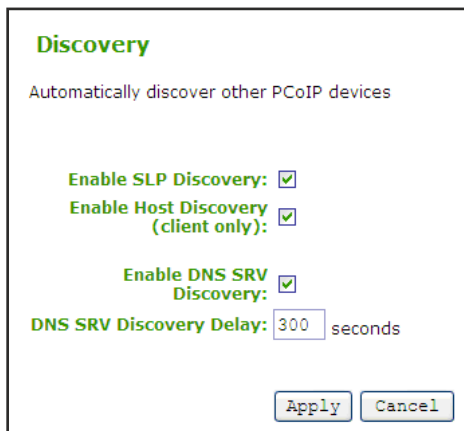 Discovery
Automatically discover other PCoIP devices
Enable SLP Discovery:
Enable Host Discovery
(client only):
Enable DNS SRV
Discovery:
DNS SRV Discovery Delay: 300 seconds
Apply Cancel